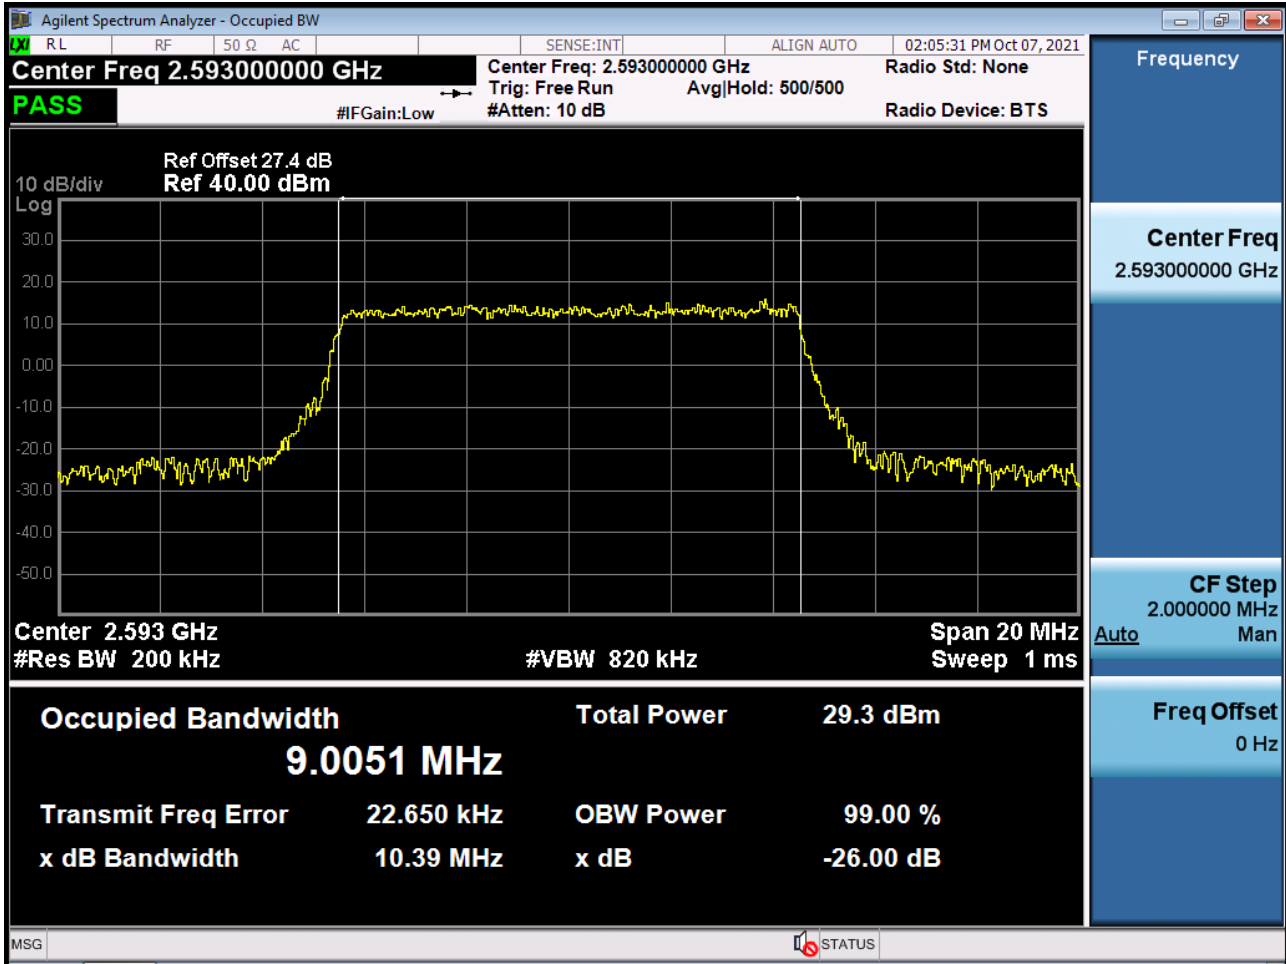 Agilent Spectrum Analyzer - Occupied BW
LXI RL RF 50 Ω AC SENSE:INT ALIGN AUTO 02:05:31 PM Oct 07, 2021
Center Freq 2.593000000 GHz
Center Freq: 2.593000000 GHz
Radio Std: None
Trig: Free Run Avg|Hold: 500/500
PASS
#IFGain:Low
#Atten: 10 dB
Radio Device: BTS
Ref Offset 27.4 dB
10 dB/div Ref 40.00 dBm
Log
30.0
20.0
10.0
0.00
-10.0
-20.0
-30.0
-40.0
-50.0
Center 2.593 GHz Span 20 MHz
#Res BW 200 kHz #VBW 820 kHz Sweep 1 ms
Occupied Bandwidth Total Power 29.3 dBm
9.0051 MHz
Transmit Freq Error 22.650 kHz OBW Power 99.00 %
x dB Bandwidth 10.39 MHz x dB -26.00 dB
Frequency
Center Freq
2.593000000 GHz
CF Step
2.000000 MHz
Auto Man
Freq Offset
0 Hz
MSG STATUS